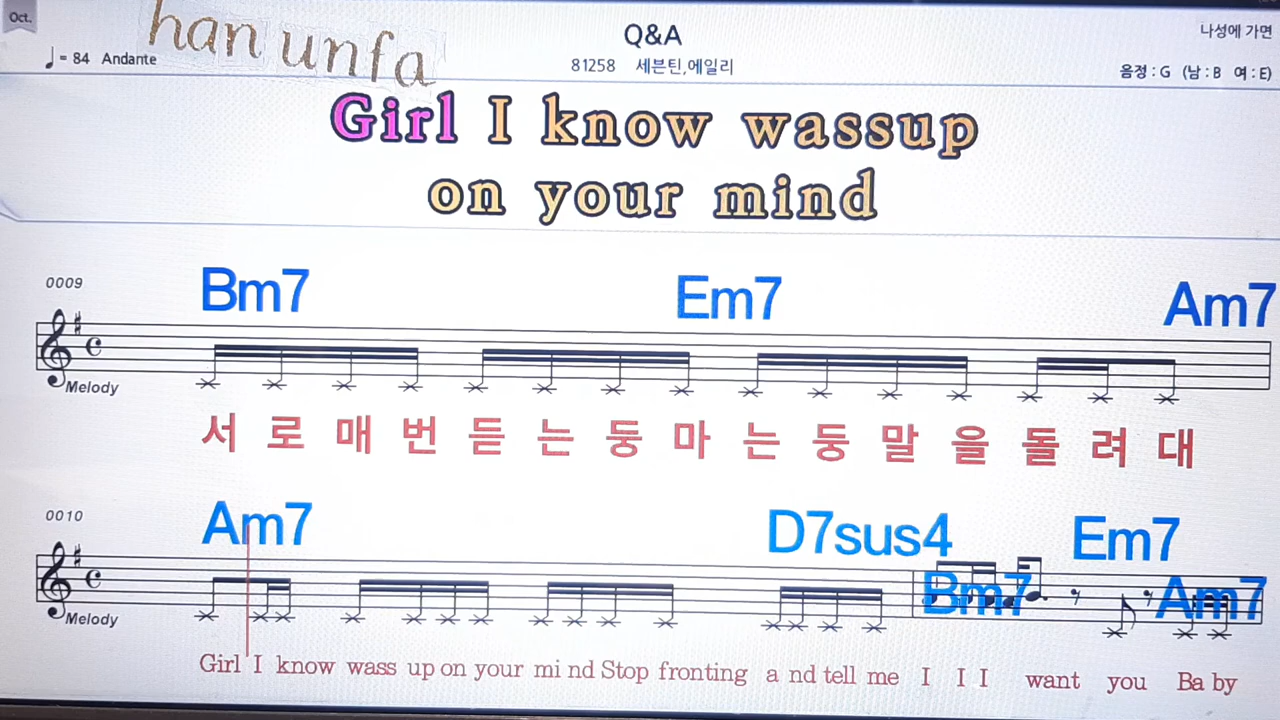 Oct.
han unfa
Q&A
나성에 가면
♩= 84 Andante
81258 세븐틴,에일리
음정 : G (남 : B 여 : E)
Girl I know wassup
on your mind
0009
Bm7 Em7 Am7
Melody
서 로 매 번 듣 는 둥 마 는 둥 말 을 돌 려 대
0010
Am7 D7sus4 Em7
Bm7 Am7
Melody
Girl I know wass up on your mi nd Stop fronting a nd tell me I I I want you Ba by